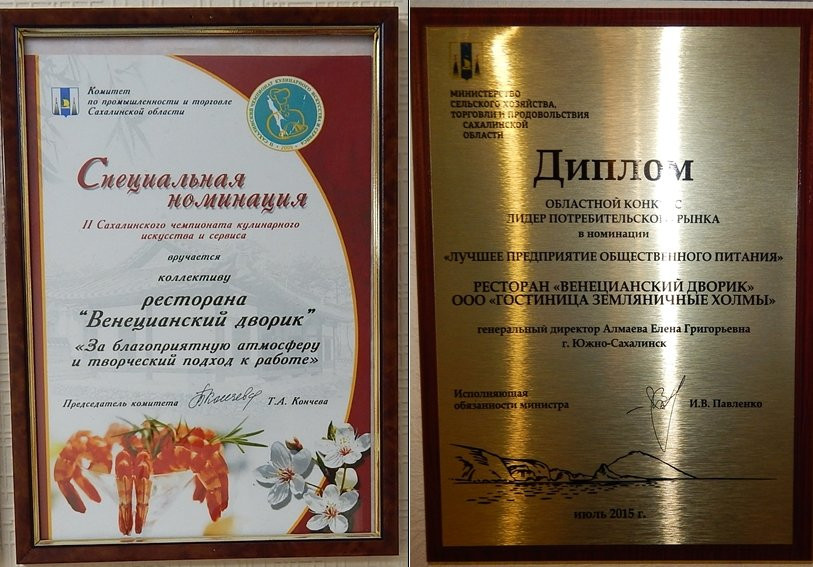 Комитет
по промышленности и торговле
Сахалинской области
Специальная
номинация
II Сахалинского чемпионата кулинарного
искусства и сервиса
вручается
коллективу
ресторана
"Венецианский дворик"
«За благоприятную атмосферу
и творческий подход к работе»
Председатель комитета Т.А. Кончева
МИНИСТЕРСТВО
СЕЛЬСКОГО ХОЗЯЙСТВА,
ТОРГОВЛИ И ПРОДОВОЛЬСТВИЯ
САХАЛИНСКОЙ
ОБЛАСТИ
Диплом
ОБЛАСТНОЙ КОНКУРС
ЛИДЕР ПОТРЕБИТЕЛЬСКОГО РЫНКА
в номинации
«ЛУЧШЕЕ ПРЕДПРИЯТИЕ ОБЩЕСТВЕННОГО ПИТАНИЯ»
РЕСТОРАН «ВЕНЕЦИАНСКИЙ ДВОРИК»
ООО «ГОСТИНИЦА ЗЕМЛЯНИЧНЫЕ ХОЛМЫ»
генеральный директор Алмаева Елена Григорьевна
г. Южно-Сахалинск
Исполняющая
обязанности министра И.В. Павленко
июль 2015 г.